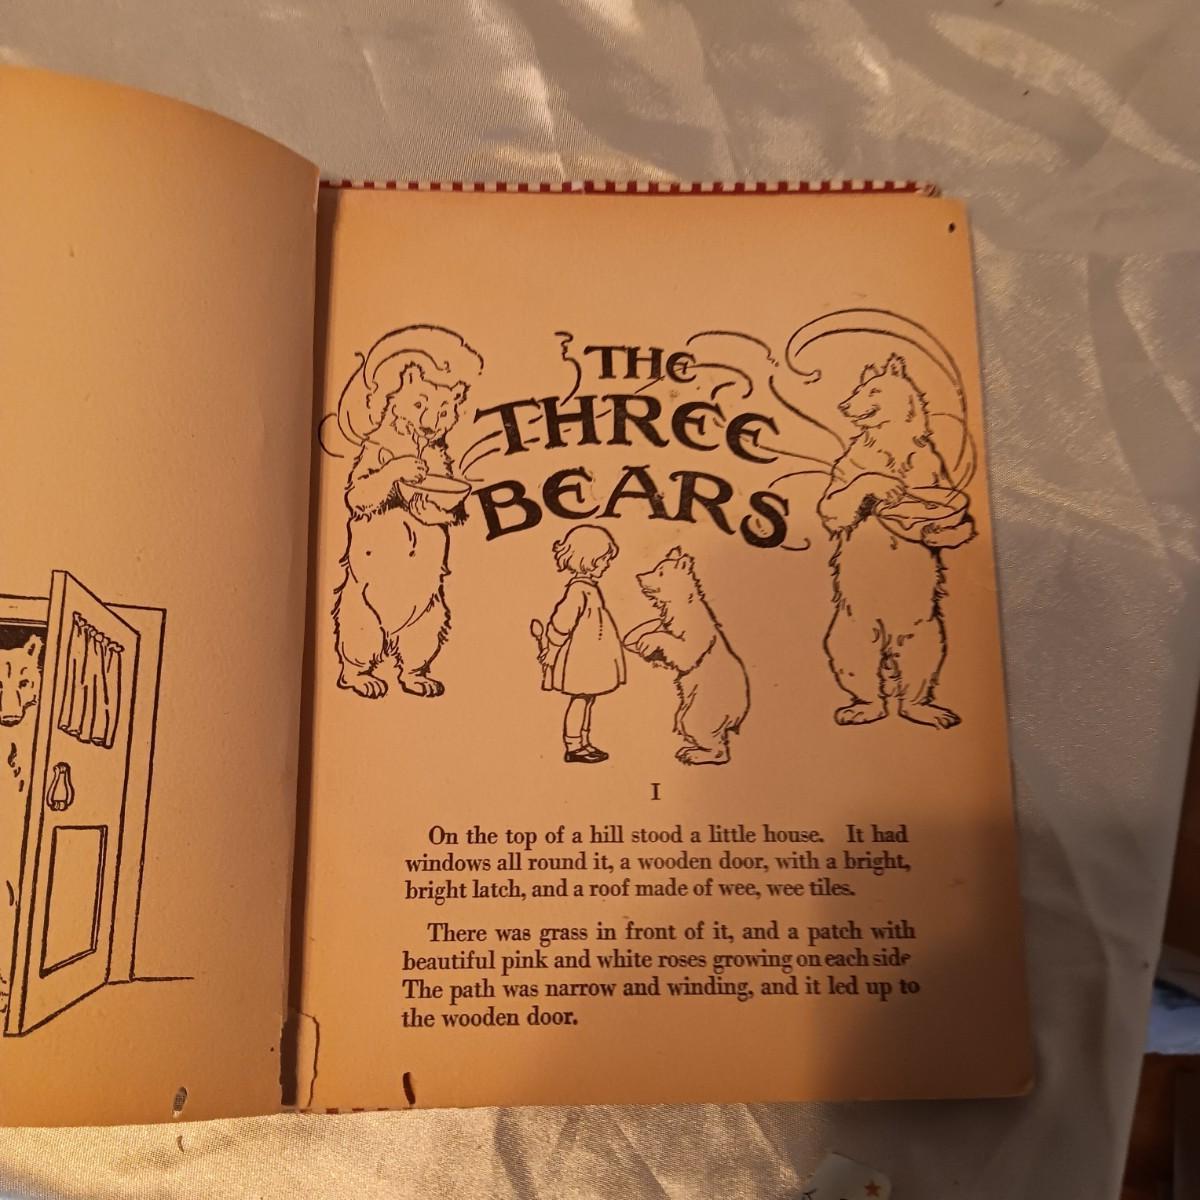 THE
THREE
BEARS
I
On the top of a hill stood a little house. It had
windows all round it, a wooden door, with a bright,
bright latch, and a roof made of wee, wee tiles.
There was grass in front of it, and a patch with
beautiful pink and white roses growing on each side
The path was narrow and winding, and it led up to
the wooden door.